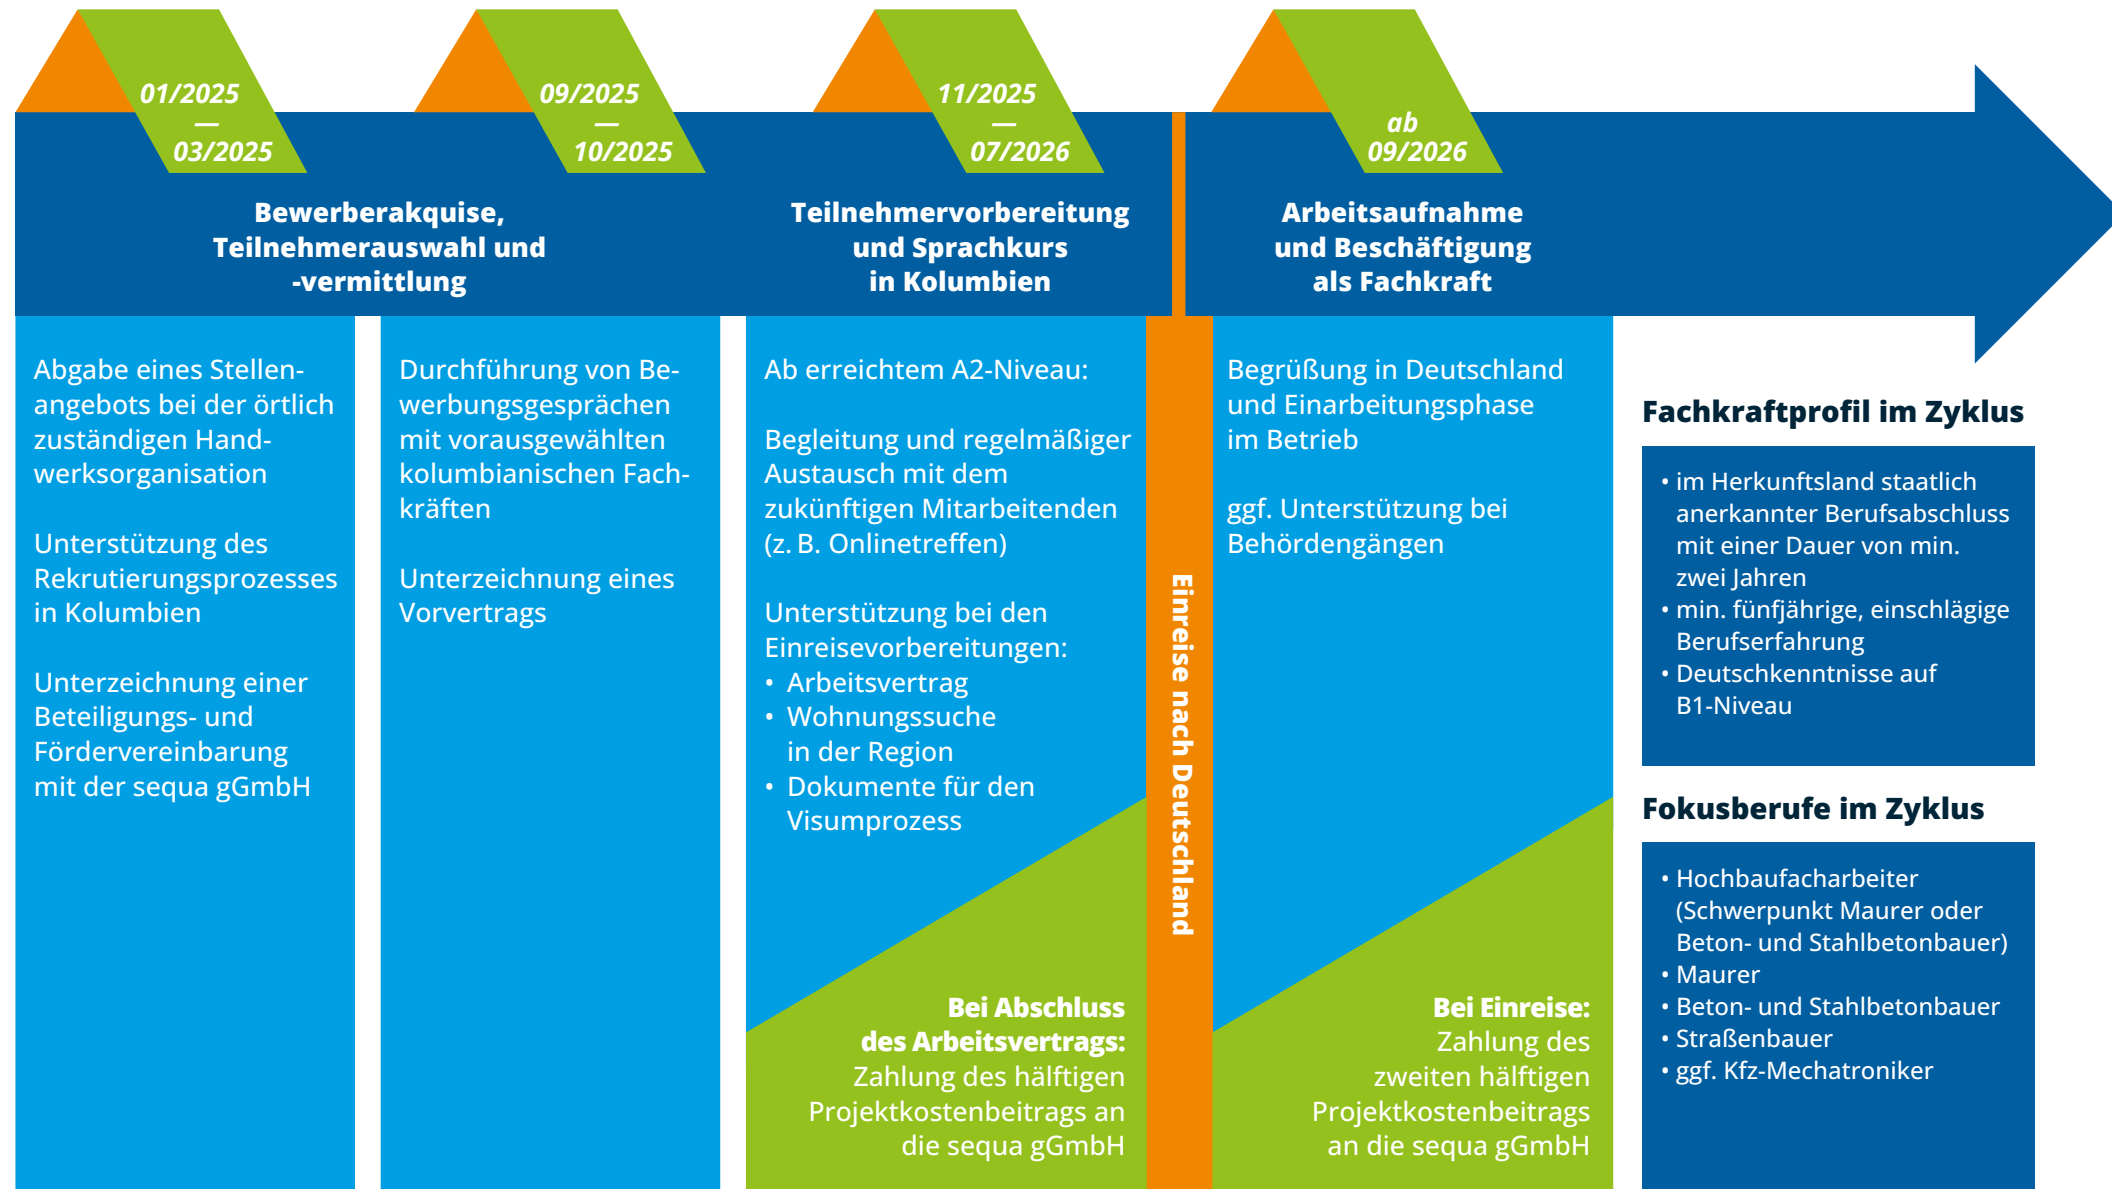 01/2025
—
03/2025
09/2025
—
10/2025
11/2025
—
07/2026
ab
09/2026
Bewerberakquise,
Teilnehmerauswahl und
-vermittlung
Teilnehmervorbereitung
und Sprachkurs
in Kolumbien
Arbeitsaufnahme
und Beschäftigung
als Fachkraft
Abgabe eines Stellen-
angebots bei der örtlich
zuständigen Hand-
werksorganisation
Unterstützung des
Rekrutierungsprozesses
in Kolumbien
Unterzeichnung einer
Beteiligungs- und
Fördervereinbarung
mit der sequa gGmbH
Durchführung von Be-
werbungsgesprächen
mit vorausgewählten
kolumbianischen Fach-
kräften
Unterzeichnung eines
Vorvertrags
Ab erreichtem A2-Niveau:
Begleitung und regelmäßiger
Austausch mit dem
zukünftigen Mitarbeitenden
(z. B. Onlinetreffen)
Unterstützung bei den
Einreisevorbereitungen:
• Arbeitsvertrag
• Wohnungssuche
in der Region
• Dokumente für den
Visumprozess
Bei Abschluss
des Arbeitsvertrags:
Zahlung des hälftigen
Projektkostenbeitrags an
die sequa gGmbH
Einreise nach Deutschland
Begrüßung in Deutschland
und Einarbeitungsphase
im Betrieb
ggf. Unterstützung bei
Behördengängen
Bei Einreise:
Zahlung des
zweiten hälftigen
Projektkostenbeitrags
an die sequa gGmbH
Fachkraftprofil im Zyklus
• im Herkunftsland staatlich
anerkannter Berufsabschluss
mit einer Dauer von min.
zwei Jahren
• min. fünfjährige, einschlägige
Berufserfahrung
• Deutschkenntnisse auf
B1-Niveau
Fokusberufe im Zyklus
• Hochbaufacharbeiter
(Schwerpunkt Maurer oder
Beton- und Stahlbetonbauer)
• Maurer
• Beton- und Stahlbetonbauer
• Straßenbauer
• ggf. Kfz-Mechatroniker